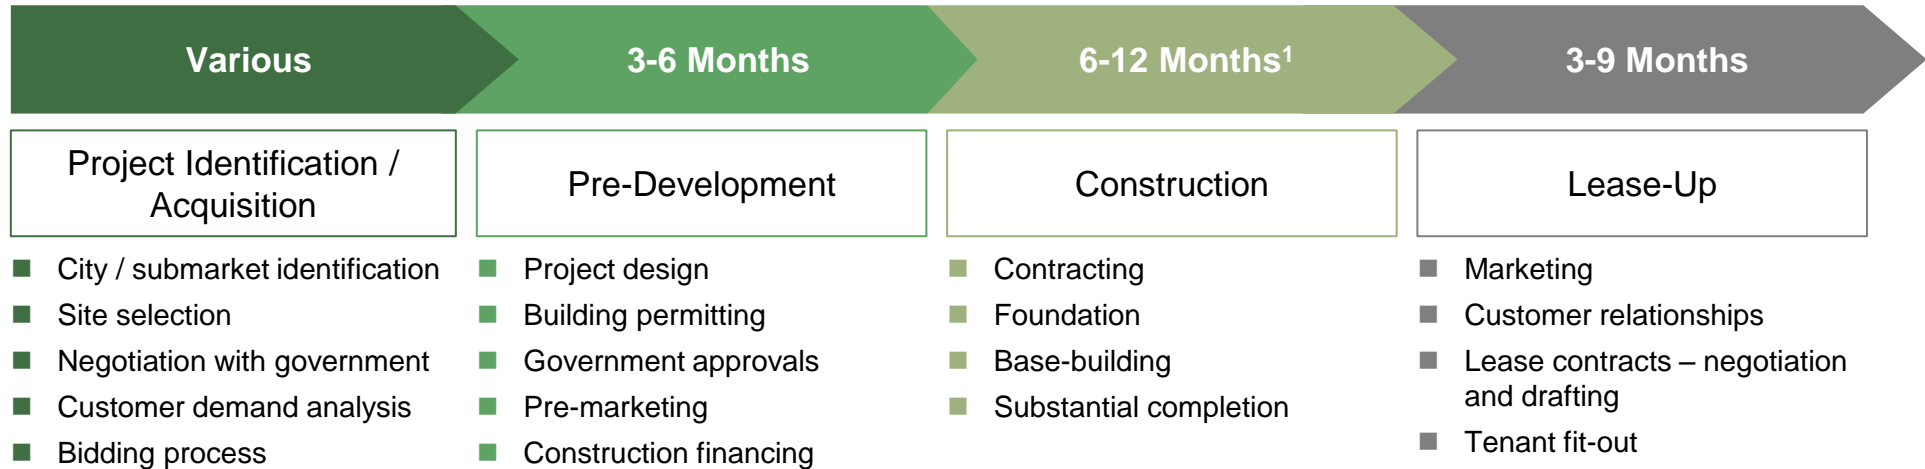 Various
3-6 Months
6-12 Months¹
3-9 Months
Project Identification /
Acquisition
Pre-Development
Construction
Lease-Up
City / submarket identification
Site selection
Negotiation with government
Customer demand analysis
Bidding process
Project design
Building permitting
Government approvals
Pre-marketing
Construction financing
Contracting
Foundation
Base-building
Substantial completion
Marketing
Customer relationships
Lease contracts – negotiation
and drafting
Tenant fit-out